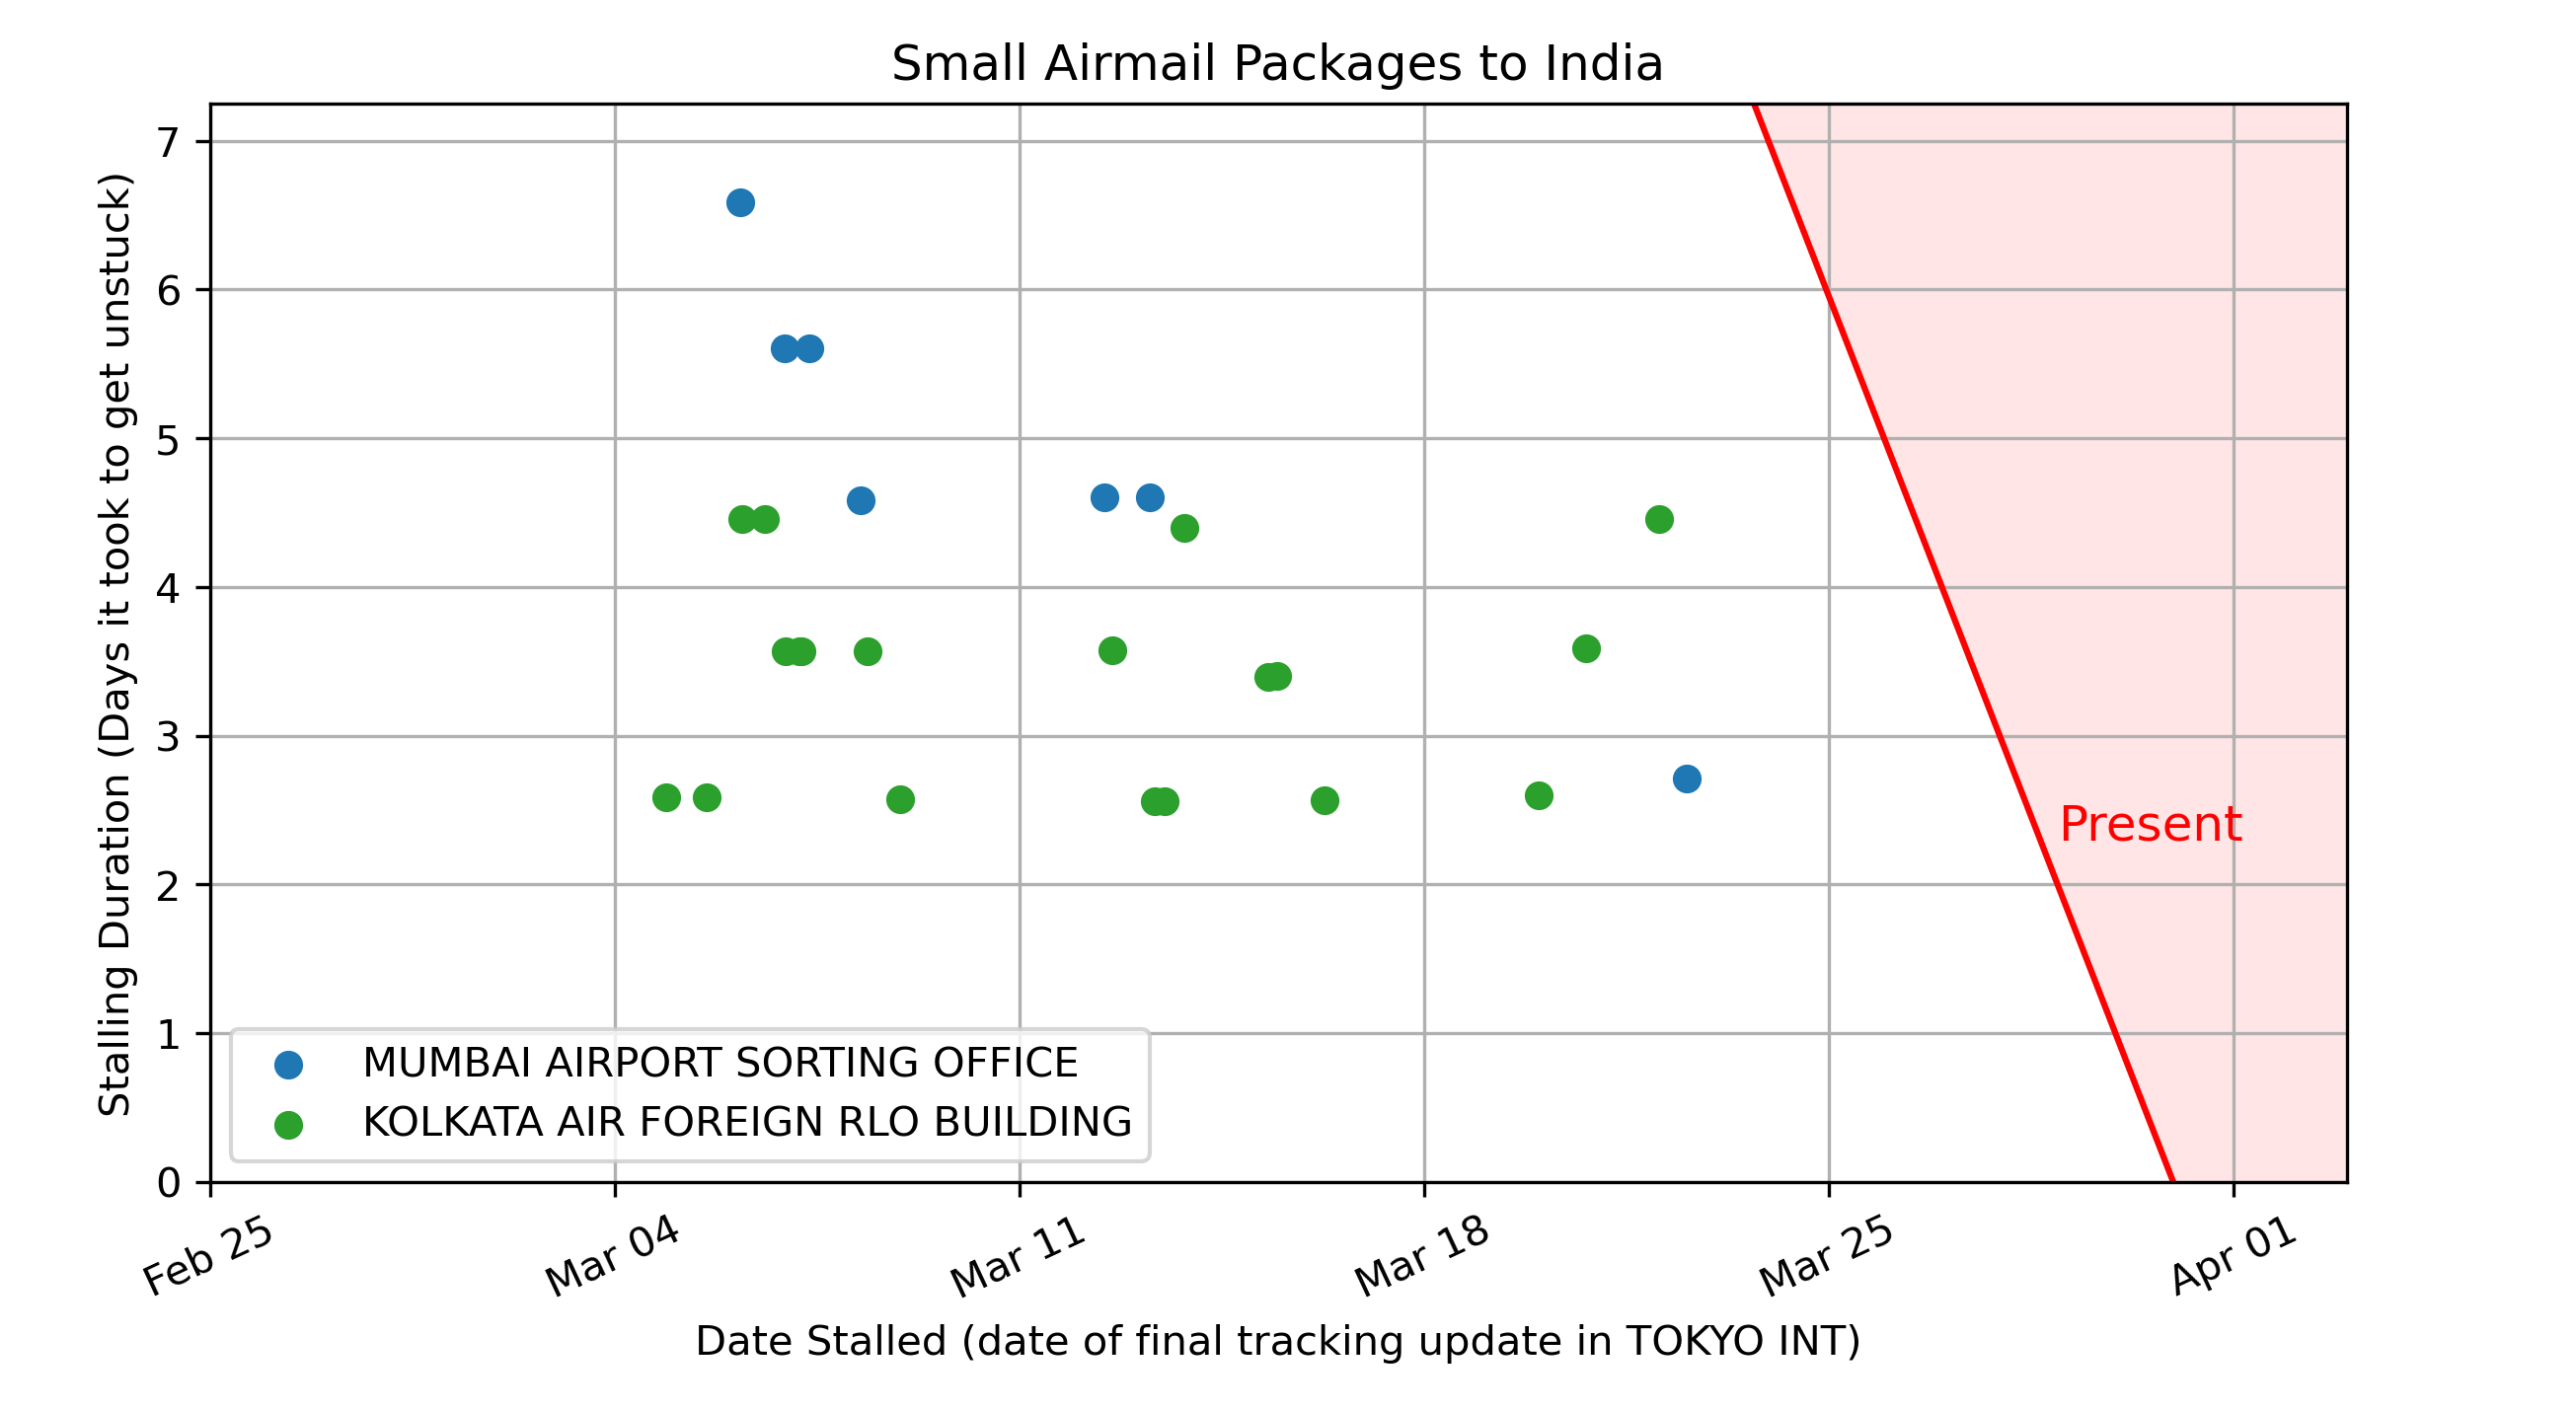 Small Airmail Packages to India
Stalling Duration (Days it took to get unstuck)
7
6
5
4
3
2
1
0
Present
MUMBAI AIRPORT SORTING OFFICE
KOLKATA AIR FOREIGN RLO BUILDING
Feb 25
Mar 04
Mar 11
Mar 18
Mar 25
Apr 01
Date Stalled (date of final tracking update in TOKYO INT)